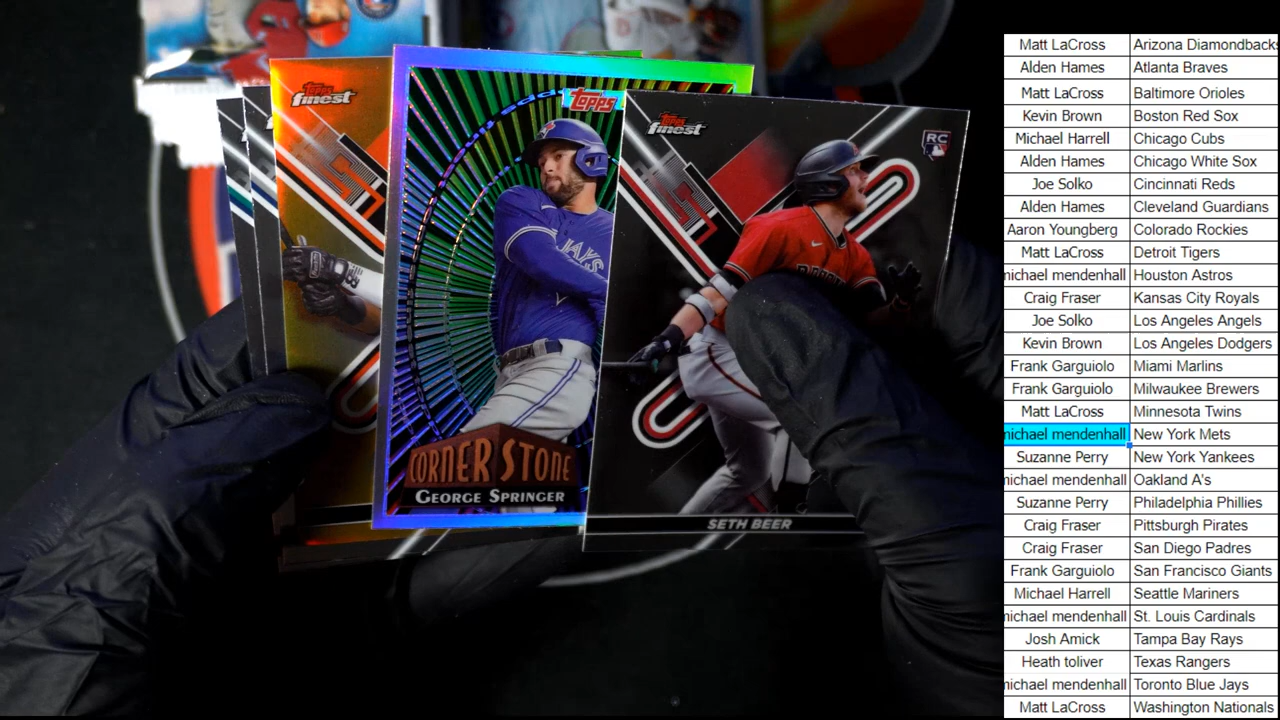 Topps
finest
Topps
JAYS
CORNER STONE
GEORGE SPRINGER
Topps
finest
RC
SETH BEER
Matt LaCross Arizona Diamondback
Alden Hames Atlanta Braves
Matt LaCross Baltimore Orioles
Kevin Brown Boston Red Sox
Michael Harrell Chicago Cubs
Alden Hames Chicago White Sox
Joe Solko Cincinnati Reds
Alden Hames Cleveland Guardians
Aaron Youngberg Colorado Rockies
Matt LaCross Detroit Tigers
michael mendenhall Houston Astros
Craig Fraser Kansas City Royals
Joe Solko Los Angeles Angels
Kevin Brown Los Angeles Dodgers
Frank Garguiolo Miami Marlins
Frank Garguiolo Milwaukee Brewers
Matt LaCross Minnesota Twins
michael mendenhall New York Mets
Suzanne Perry New York Yankees
michael mendenhall Oakland A's
Suzanne Perry Philadelphia Phillies
Craig Fraser Pittsburgh Pirates
Craig Fraser San Diego Padres
Frank Garguiolo San Francisco Giants
Michael Harrell Seattle Mariners
michael mendenhall St. Louis Cardinals
Josh Amick Tampa Bay Rays
Heath toliver Texas Rangers
michael mendenhall Toronto Blue Jays
Matt LaCross Washington Nationals